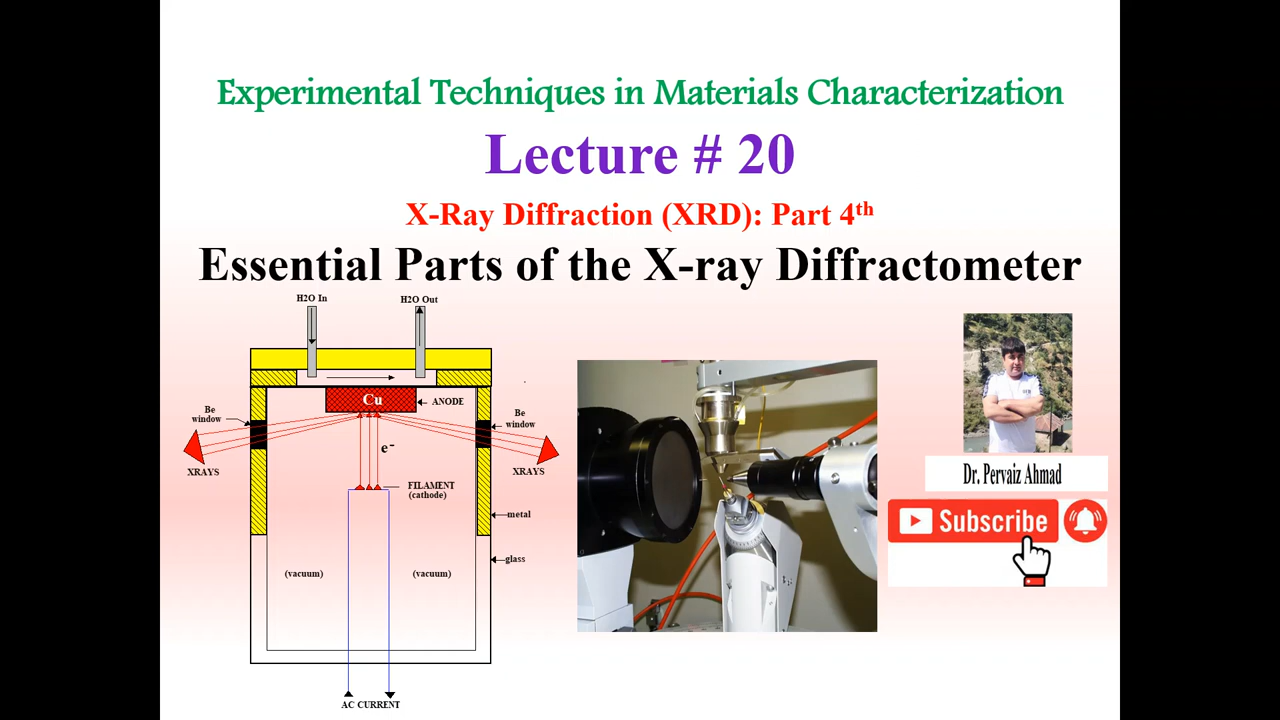 Experimental Techniques in Materials Characterization
Lecture # 20
X-Ray Diffraction (XRD): Part 4th
Essential Parts of the X-ray Diffractometer
H2O In
H2O Out
Cu
ANODE
Be
window
Be
window
e-
XRAYS
XRAYS
FILAMENT
(cathode)
metal
glass
(vacuum)
(vacuum)
AC CURRENT
Dr. Pervaiz Ahmad
Subscribe